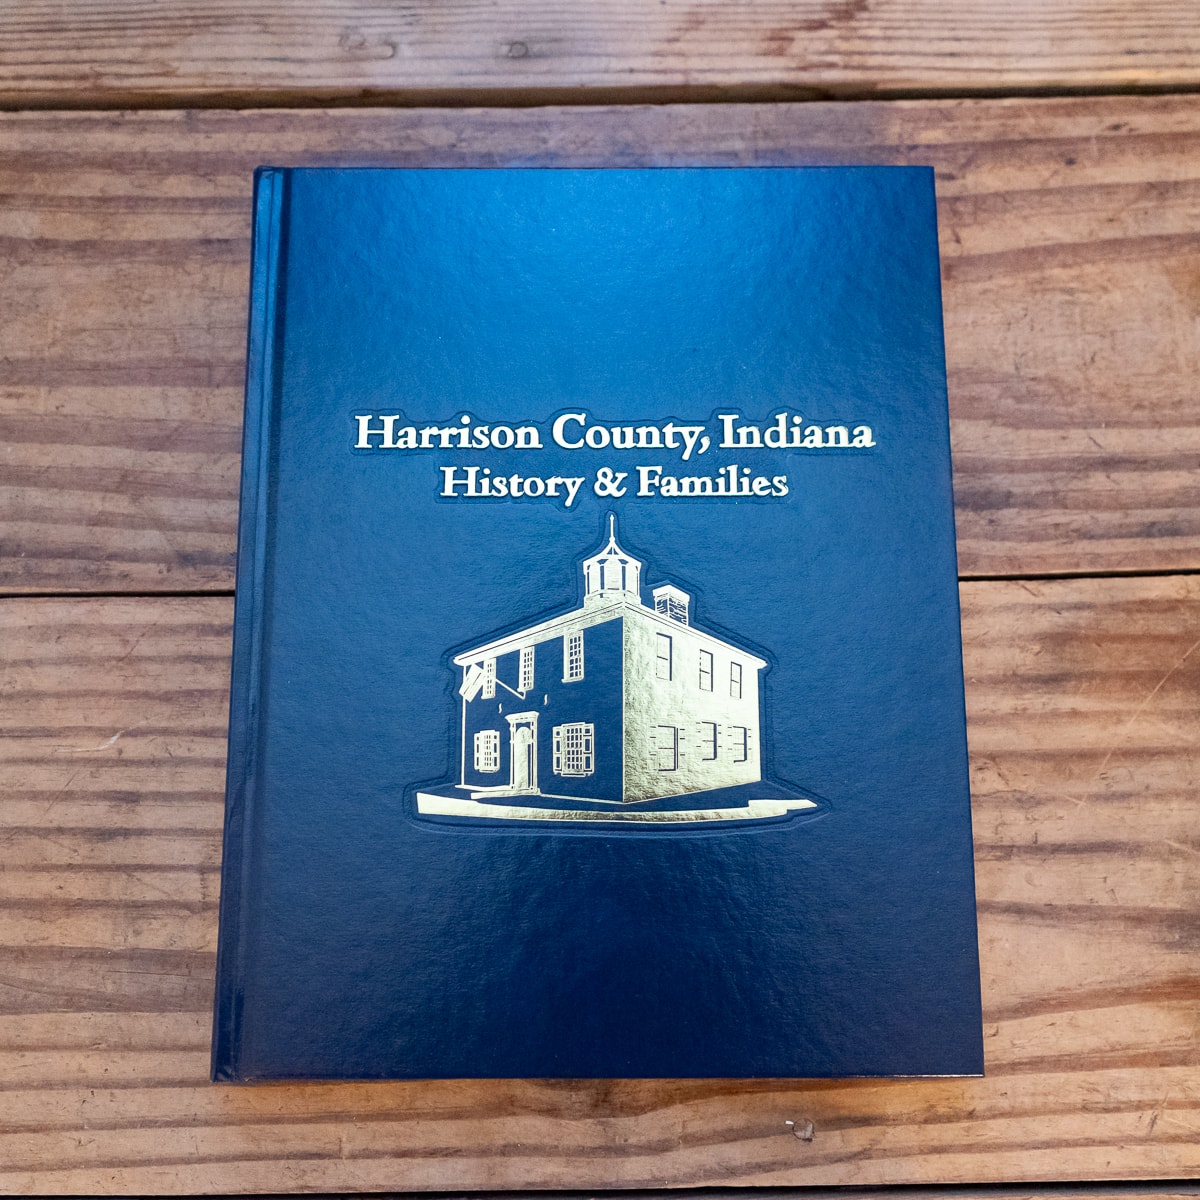 Harrison County, Indiana
History & Families